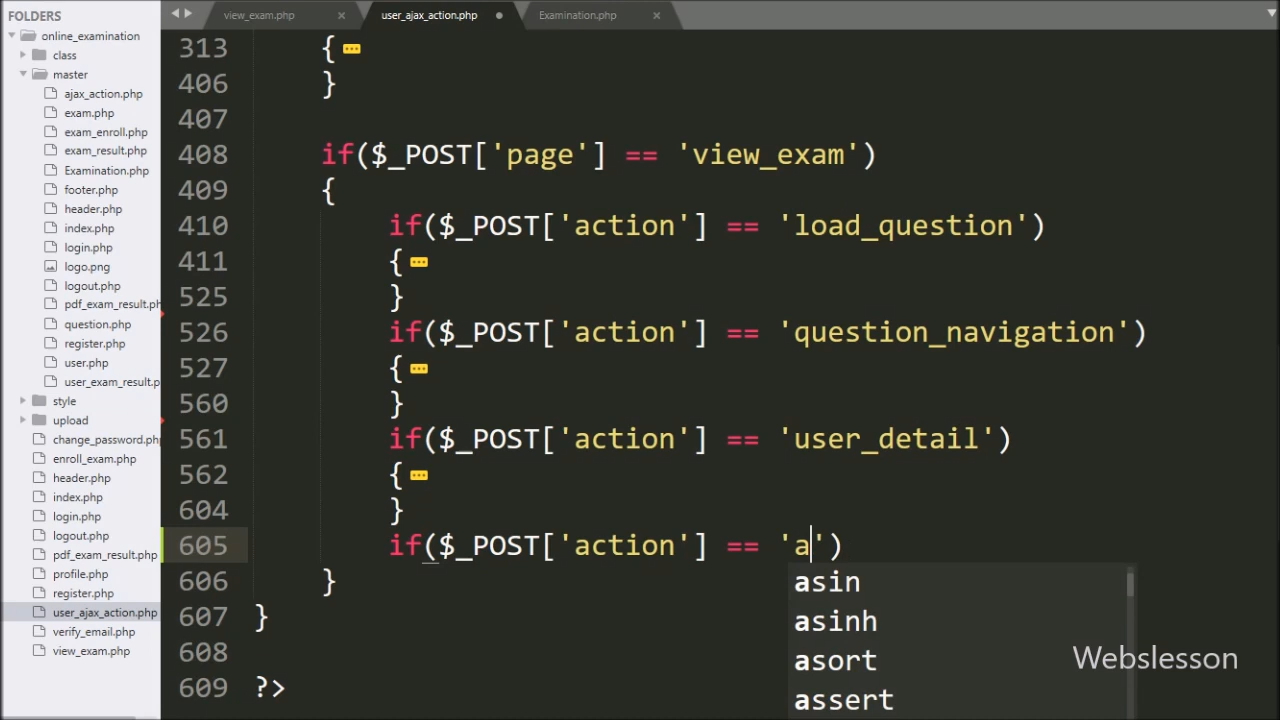 FOLDERS
online_examination
class
master
ajax_action.php
exam.php
exam_enroll.php
exam_result.php
Examination.php
footer.php
header.php
index.php
login.php
logo.png
logout.php
pdf_exam_result.ph
question.php
register.php
user.php
user_exam_result.p
style
upload
change_password.ph
enroll_exam.php
header.php
index.php
login.php
logout.php
pdf_exam_result.php
profile.php
register.php
user_ajax_action.php
verify_email.php
view_exam.php
view_exam.php × user_ajax_action.php Examination.php ×
313 {
406 }
407
408 if($_POST['page'] == 'view_exam')
409 {
410 if($_POST['action'] == 'load_question')
411 {
525 }
526 if($_POST['action'] == 'question_navigation')
527 {
560 }
561 if($_POST['action'] == 'user_detail')
562 {
604 }
605 if($_POST['action'] == 'a')
606 }
607 }
608
609 ?>
asin
asinh
asort
assert
Webslesson